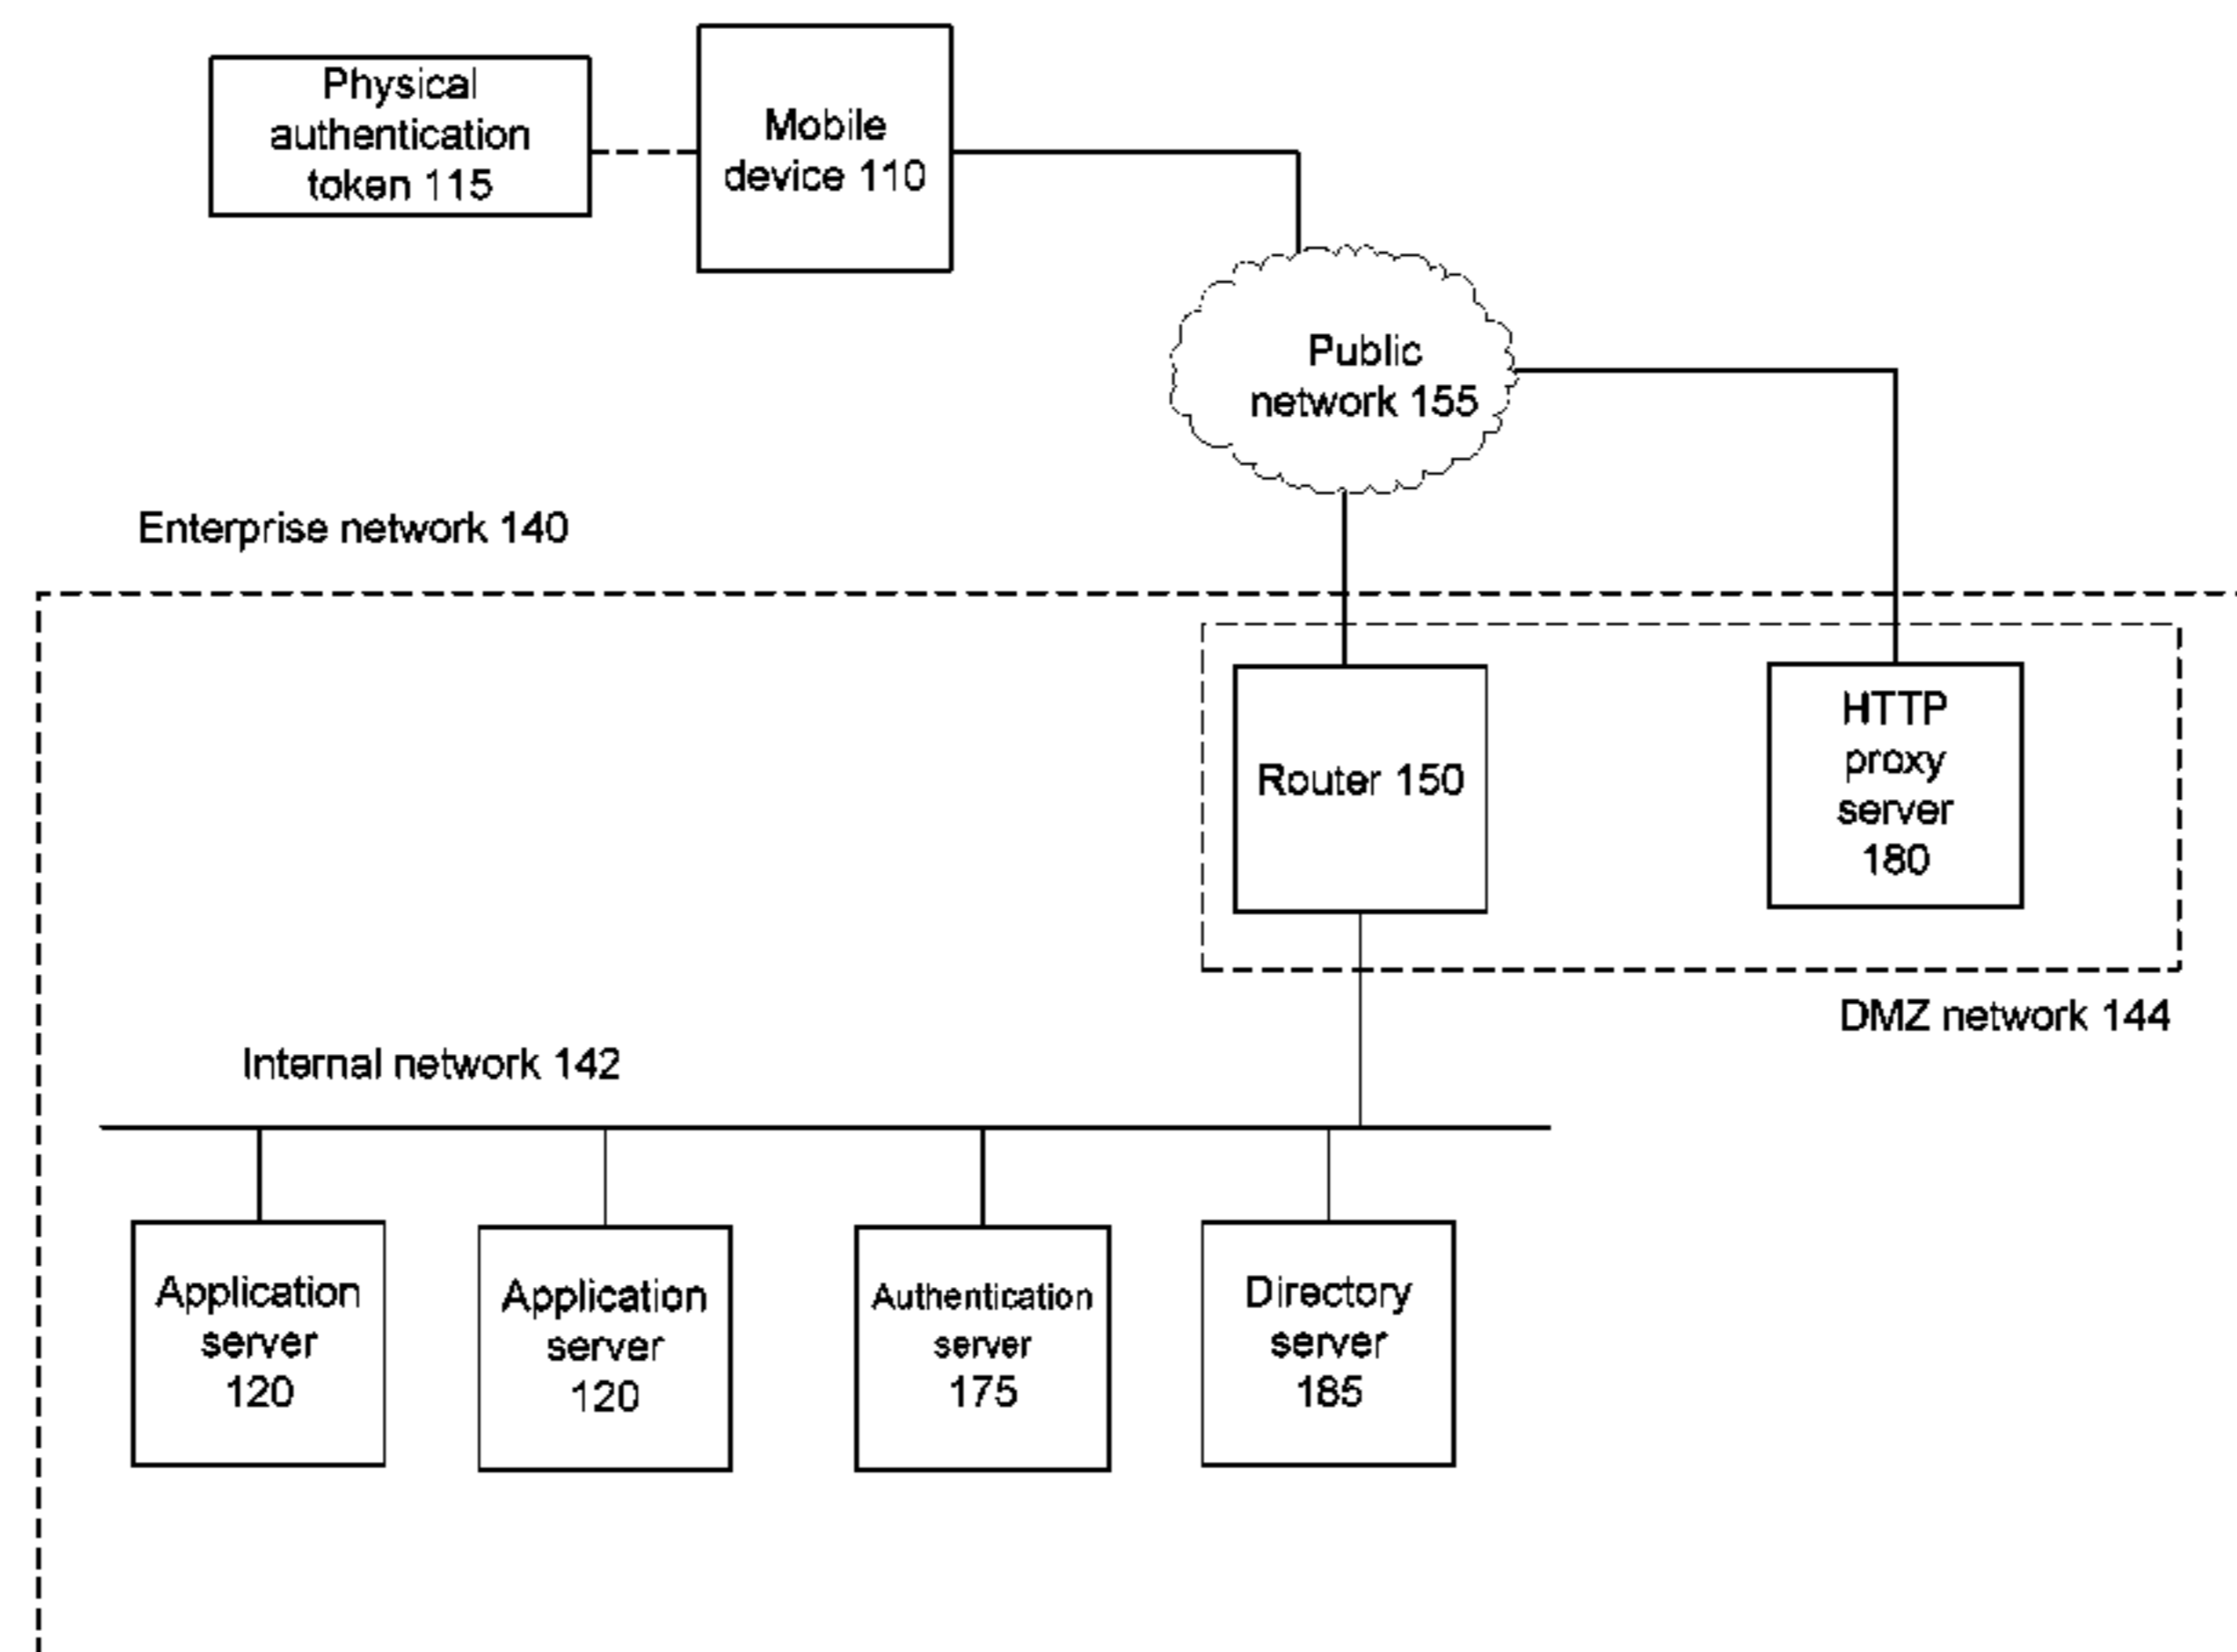 Physical
authentication
token 115
Mobile
device 110
Public
network 155
Enterprise network 140
Router 150
HTTP
proxy
server
180
DMZ network 144
Internal network 142
Application
server
120
Application
server
120
Authentication
server
175
Directory
server
185